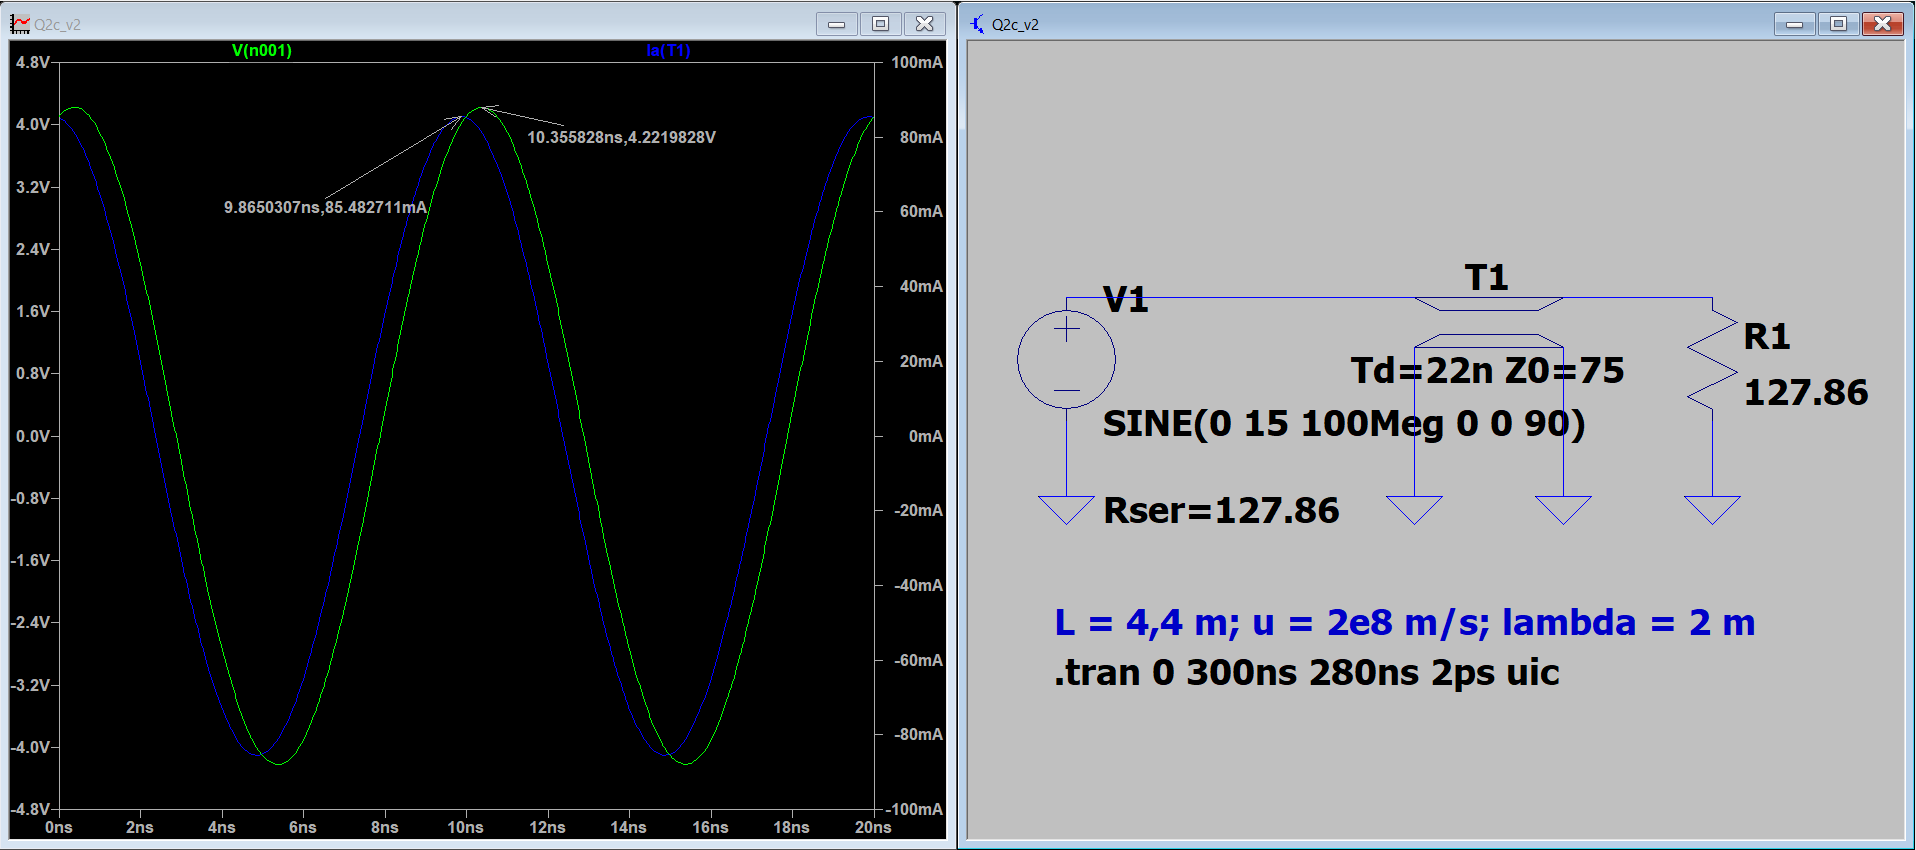 Q2c_v2
V(n001)
Ia(T1)
4.8V
4.0V
3.2V
2.4V
1.6V
0.8V
0.0V
-0.8V
-1.6V
-2.4V
-3.2V
-4.0V
-4.8V
10.355828ns,4.2219828V
9.8650307ns,85.482711mA
100mA
80mA
60mA
40mA
20mA
0mA
-20mA
-40mA
-60mA
-80mA
-100mA
0ns 2ns 4ns 6ns 8ns 10ns 12ns 14ns 16ns 18ns 20ns
Q2c_v2
T1
V1
R1
Td=22n Z0=75
127.86
SINE(0 15 100Meg 0 0 90)
Rser=127.86
L = 4,4 m; u = 2e8 m/s; lambda = 2 m
.tran 0 300ns 280ns 2ps uic